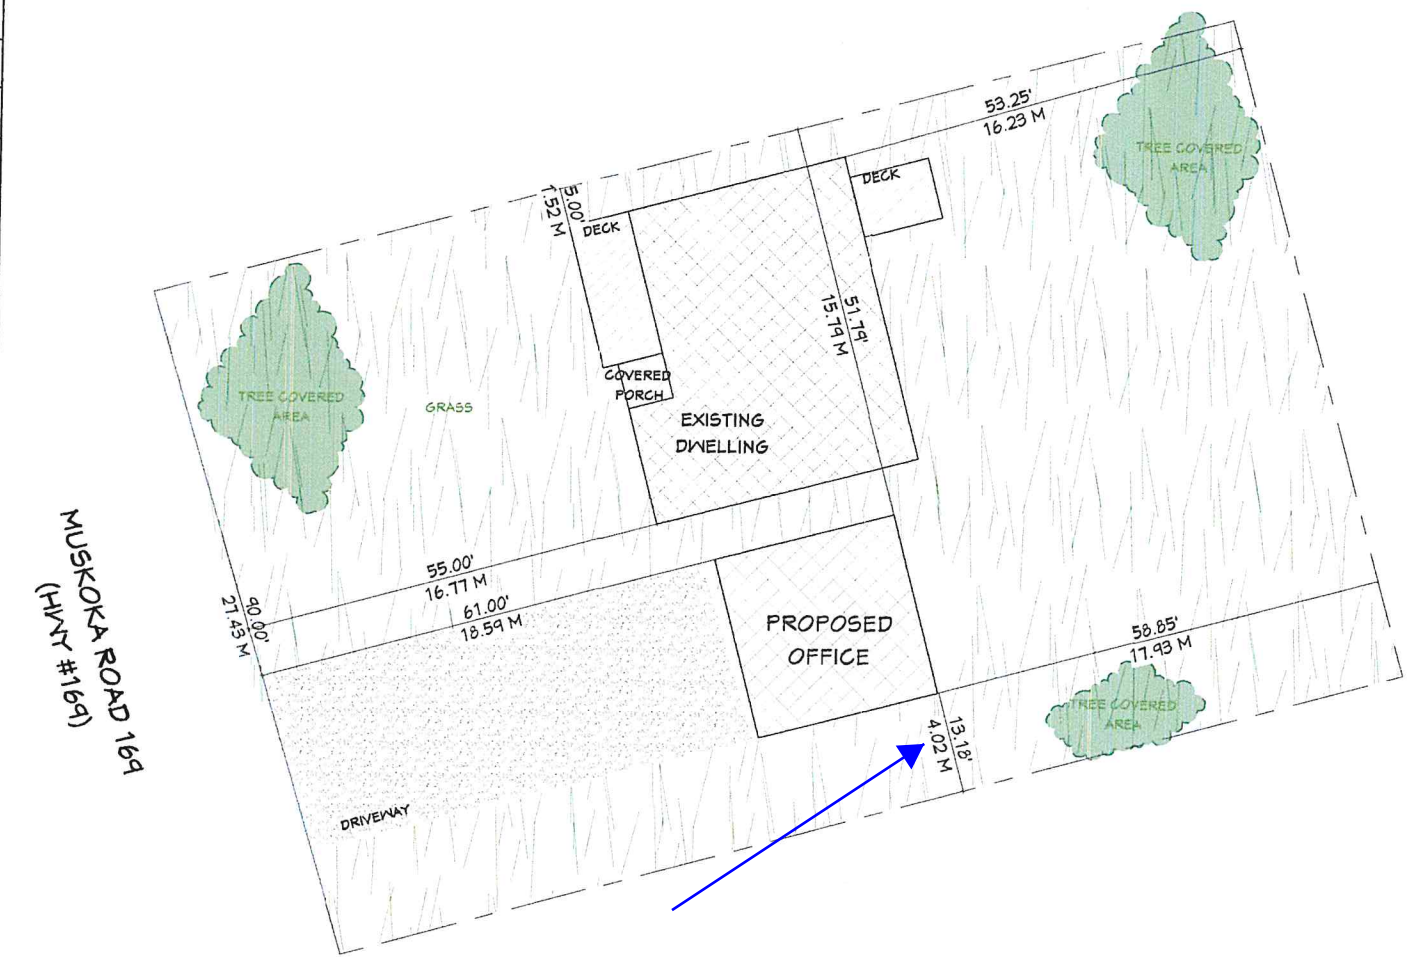 53.25'
16.23 M
TREE COVERED
AREA
DECK
5.00'
1.52 M
DECK
51.79'
15.79 M
COVERED
PORCH
TREE COVERED
AREA
GRASS
EXISTING
DWELLING
MUSKOKA ROAD 169
(HWY #169)
90.00'
27.43 M
55.00'
16.77 M
61.00'
18.59 M
PROPOSED
OFFICE
58.85'
17.93 M
TREE COVERED
AREA
13.18'
4.02 M
DRIVEWAY